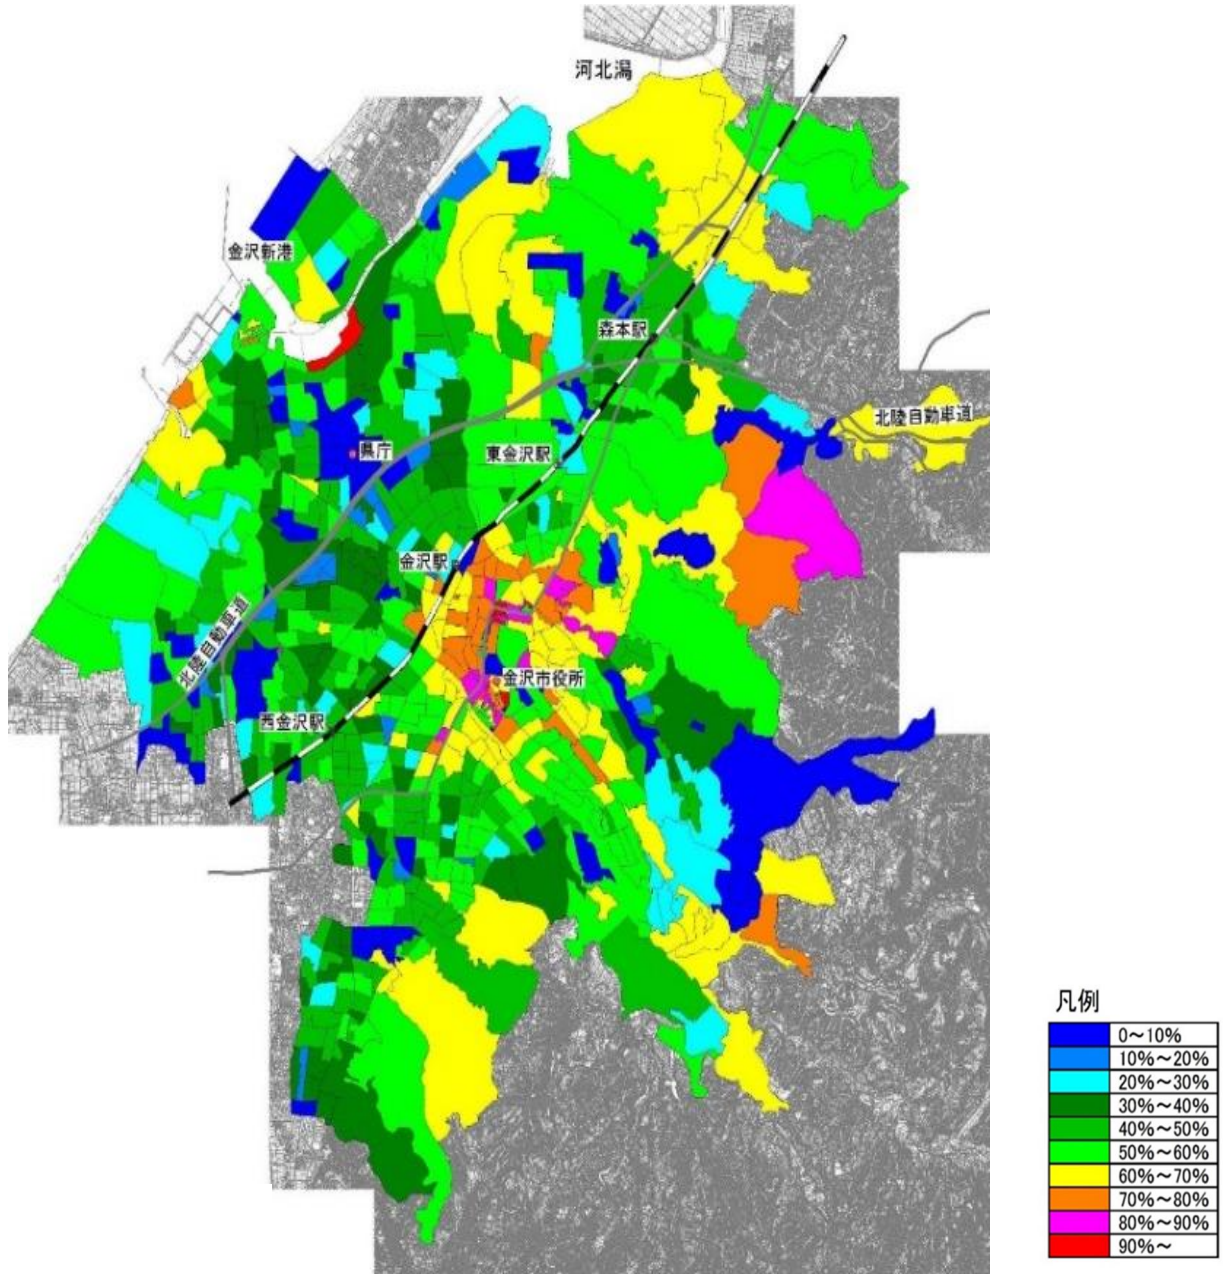 河北潟
金沢新港
森本駅
北陸自動車道
県庁
東金沢駅
金沢駅
北陸自動車道
金沢市役所
西金沢駅
凡例
0～10%
10%～20%
20%～30%
30%～40%
40%～50%
50%～60%
60%～70%
70%～80%
80%～90%
90%～